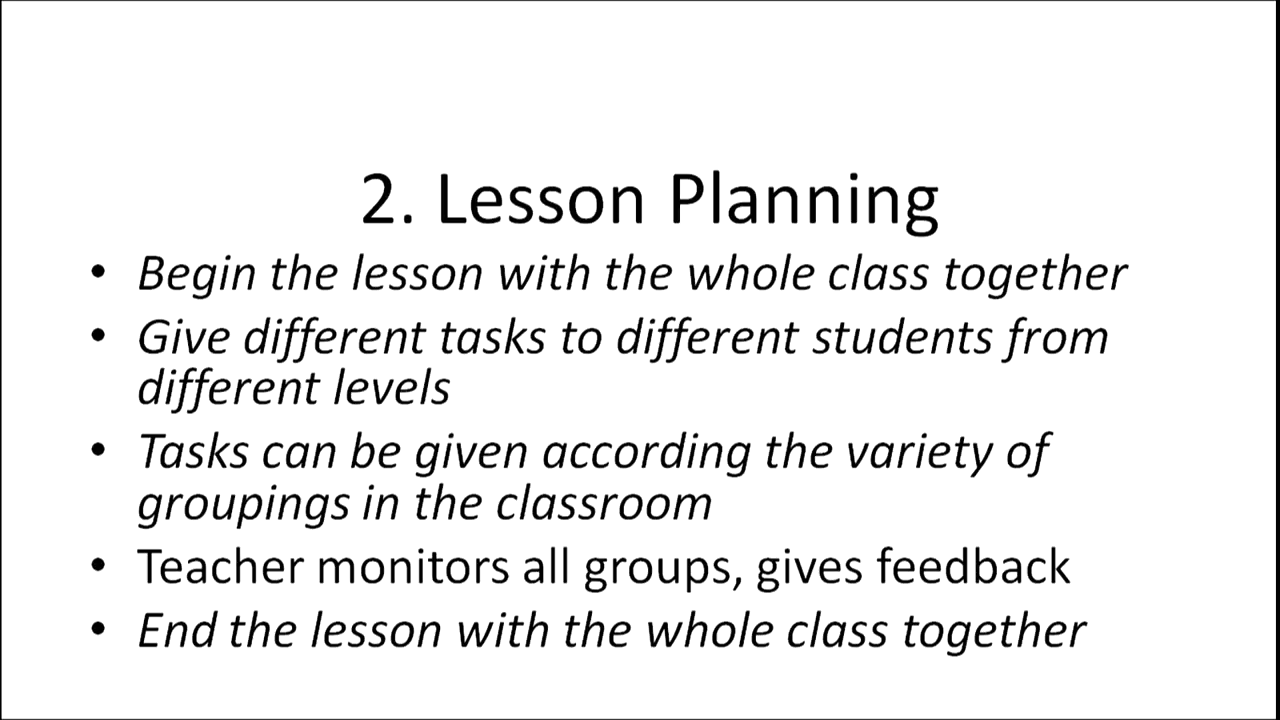 2. Lesson Planning
• Begin the lesson with the whole class together
• Give different tasks to different students from
different levels
• Tasks can be given according the variety of
groupings in the classroom
• Teacher monitors all groups, gives feedback
• End the lesson with the whole class together